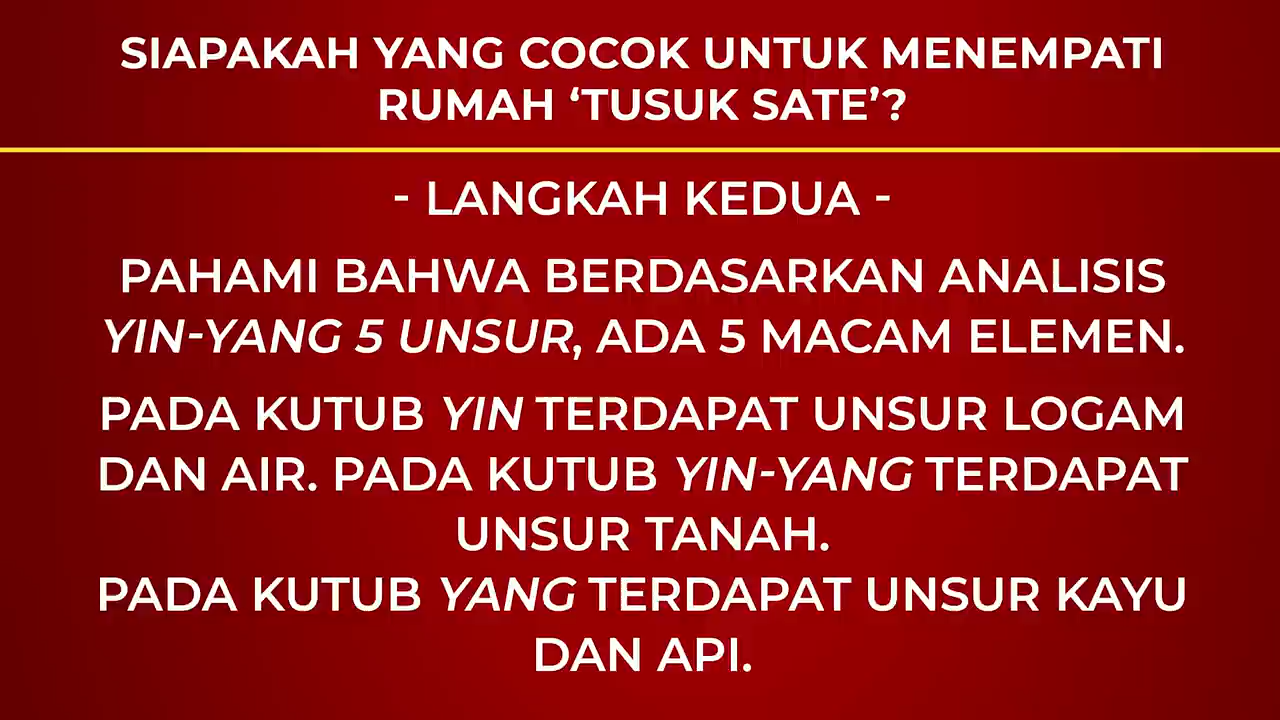 SIAPAKAH YANG COCOK UNTUK MENEMPATI
RUMAH ‘TUSUK SATE’?
- LANGKAH KEDUA -
PAHAMI BAHWA BERDASARKAN ANALISIS
YIN-YANG 5 UNSUR, ADA 5 MACAM ELEMEN.
PADA KUTUB YIN TERDAPAT UNSUR LOGAM
DAN AIR. PADA KUTUB YIN-YANG TERDAPAT
UNSUR TANAH.
PADA KUTUB YANG TERDAPAT UNSUR KAYU
DAN API.